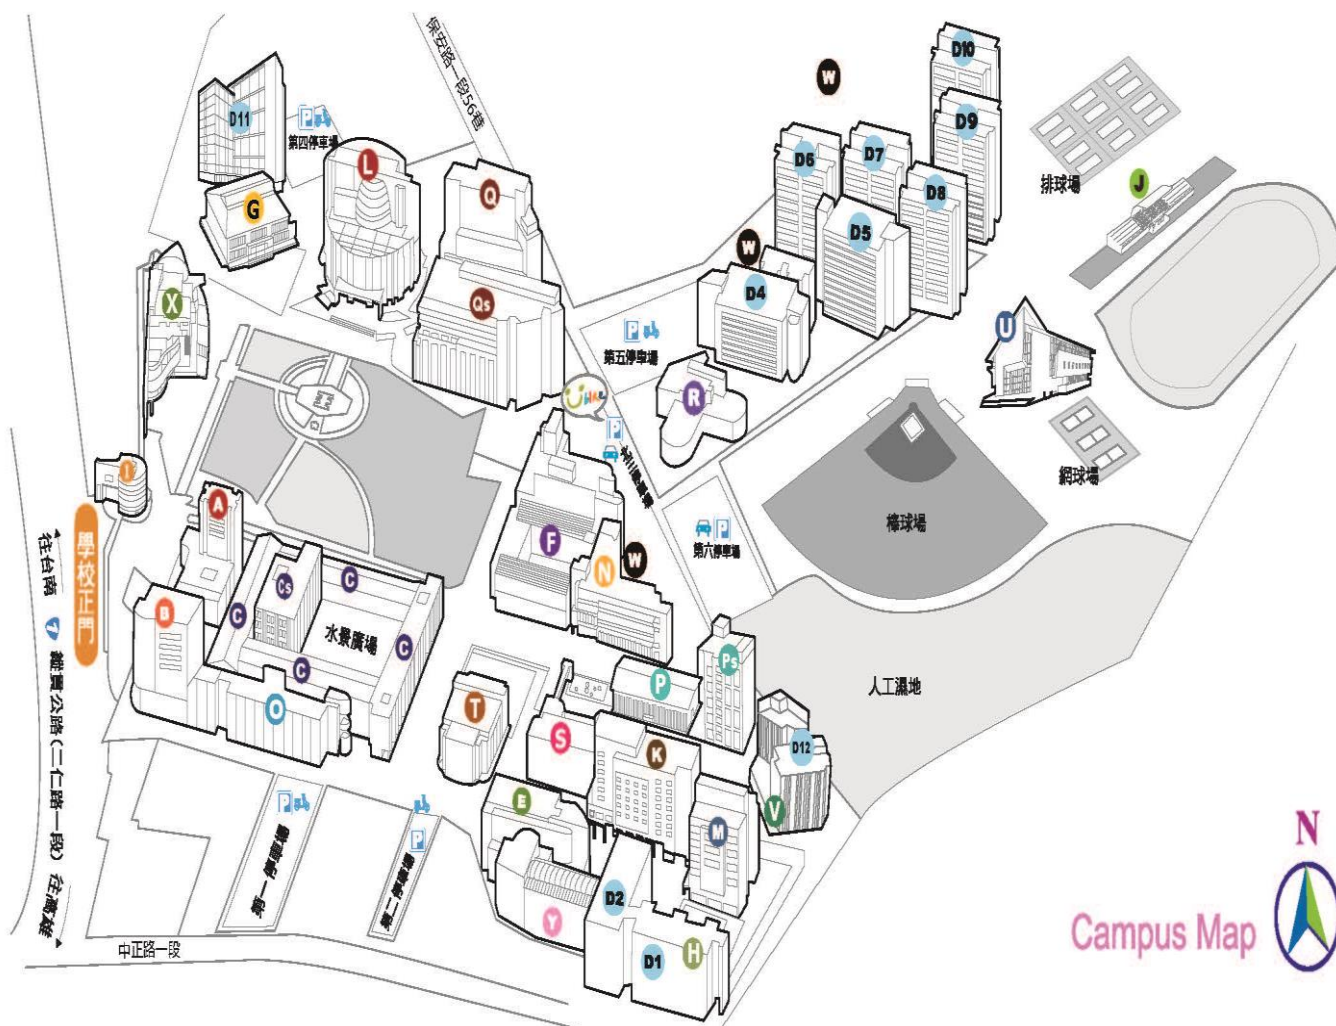 保安路一段56巷
D10
W
D11
P
第四停車場
L
D9
D6
D7
排球場
J
Q
D8
G
D5
W
D4
Qs
X
U
P
第五停車場
R
P
I
網球場
A
棒球場
P
第六停車場
學校正門
往台南
F
N
W
C
Cs
B
C
水景廣場
C
C
Ps
P
人工濕地
O
T
S
K
D12
1
縱貫公路(二仁路一段)
往高雄
E
V
M
P
第一停車場
P
第二停車場
D2
Y
H
D1
中正路一段
N
Campus Map